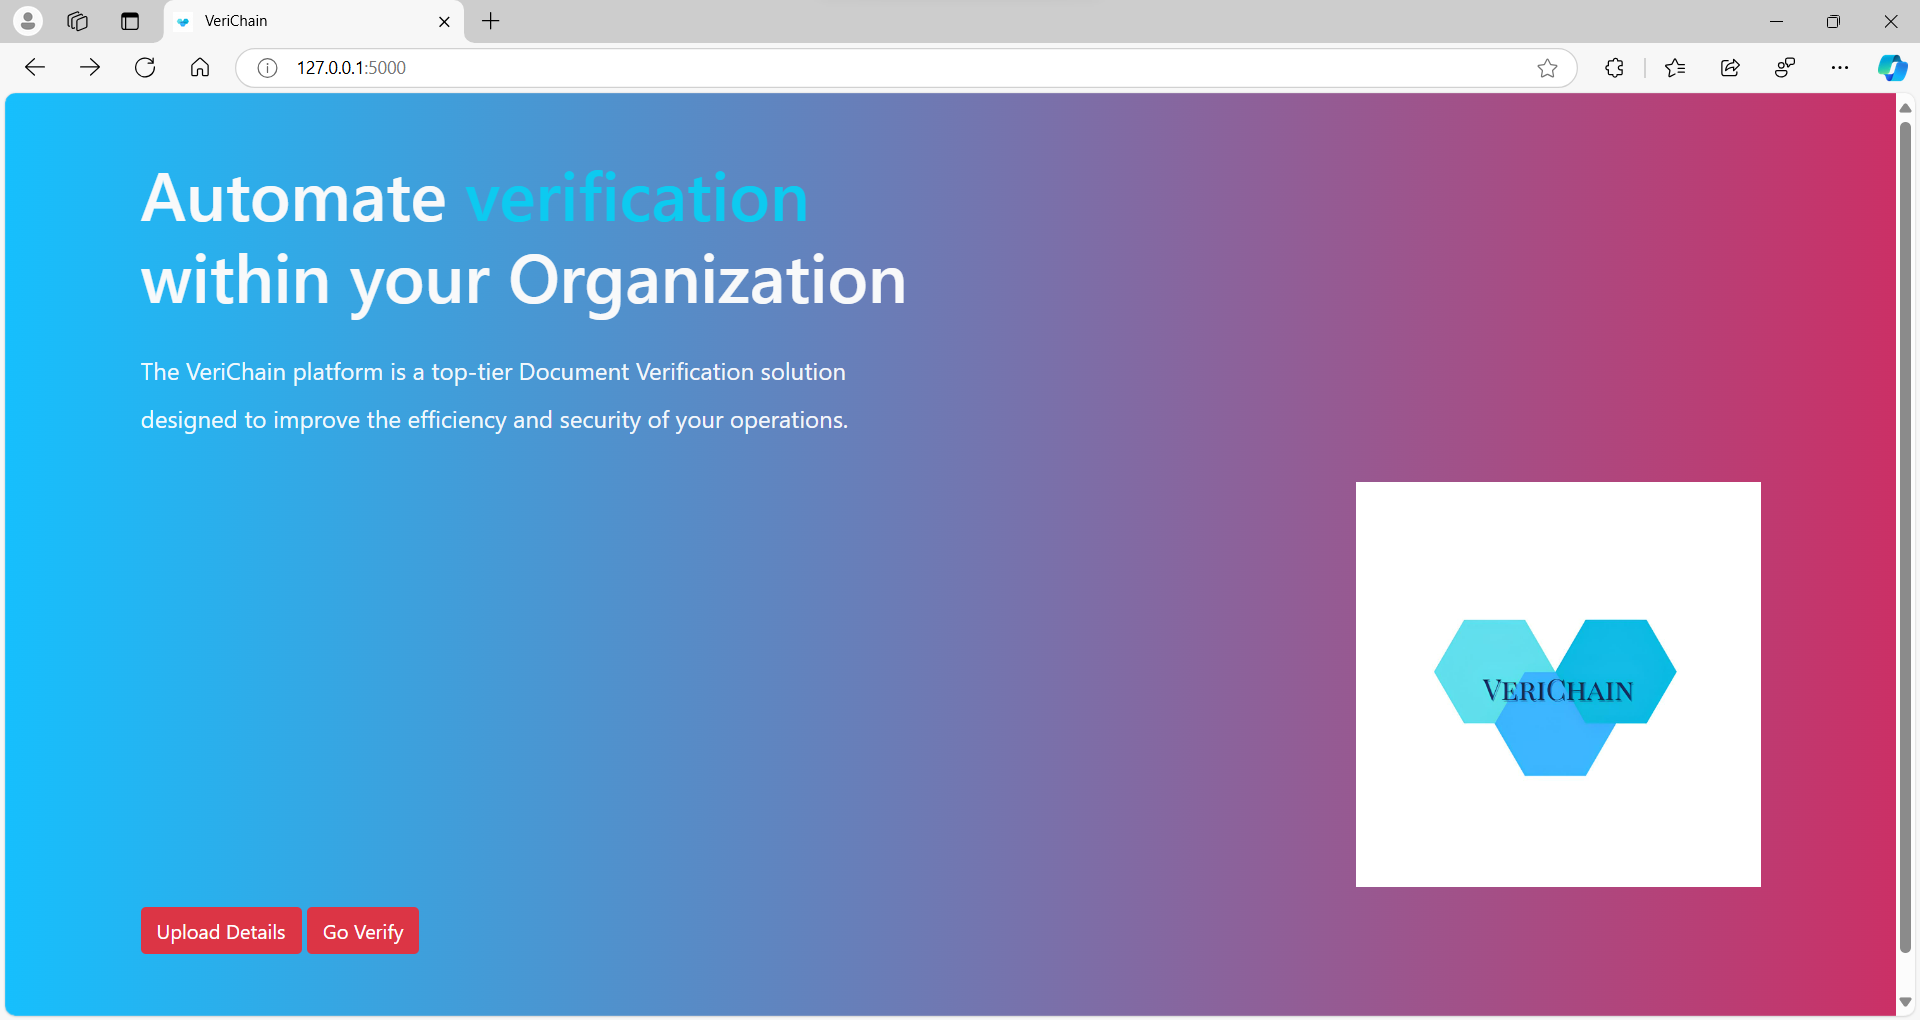 VeriChain
127.0.0.1:5000
Automate verification
within your Organization
The VeriChain platform is a top-tier Document Verification solution
designed to improve the efficiency and security of your operations.
VERICHAIN
Upload Details Go Verify